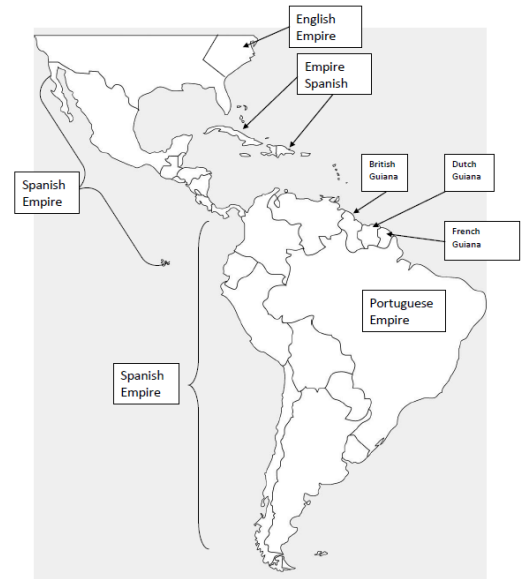 English
Empire
Empire
Spanish
British
Guiana
Dutch
Guiana
Spanish
Empire
French
Guiana
Portuguese
Empire
Spanish
Empire